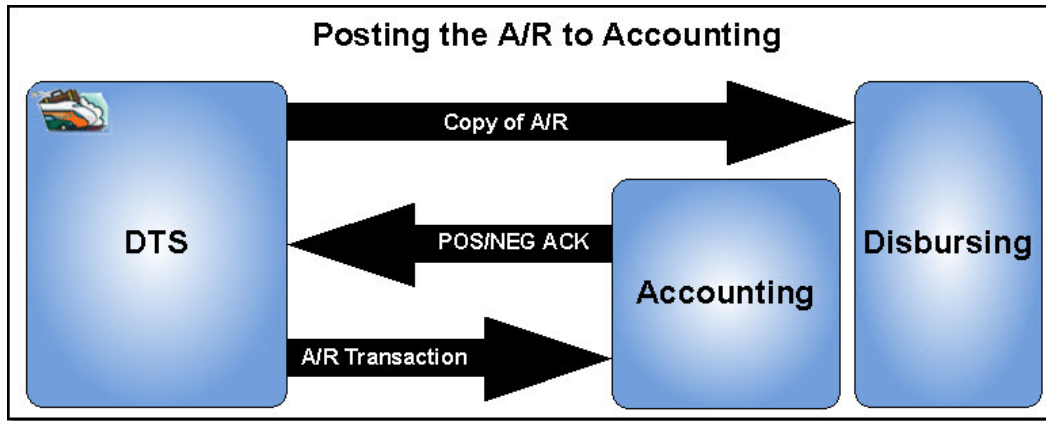 Posting the A/R to Accounting
Copy of A/R
DTS
POS/NEG ACK
Disbursing
Accounting
A/R Transaction